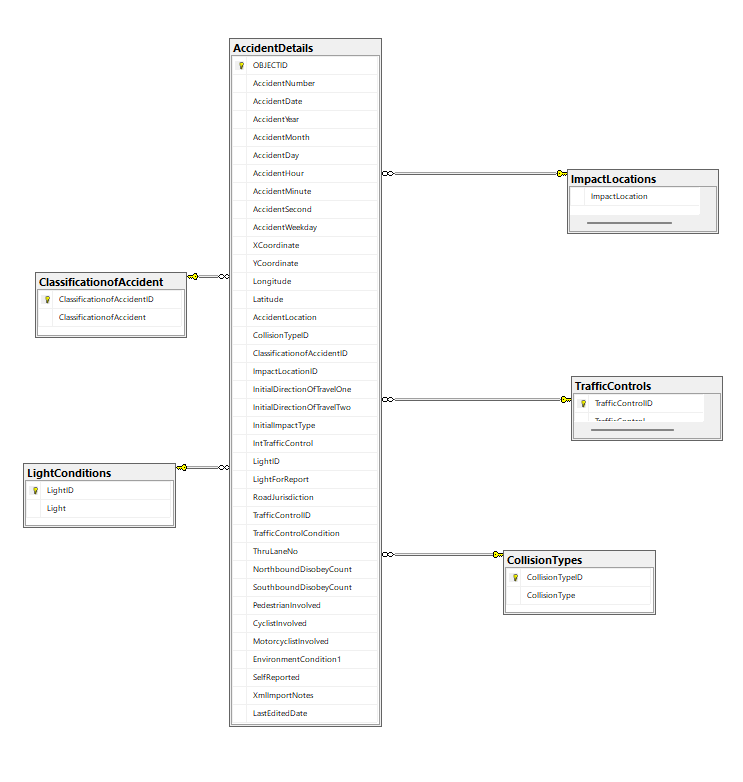 AccidentDetails
OBJECTID
AccidentNumber
AccidentDate
AccidentYear
AccidentMonth
AccidentDay
AccidentHour
AccidentMinute
AccidentSecond
AccidentWeekday
XCoordinate
YCoordinate
Longitude
Latitude
AccidentLocation
CollisionTypeID
ClassificationofAccidentID
ImpactLocationID
InitialDirectionOfTravelOne
InitialDirectionOfTravelTwo
InitialImpactType
IntTrafficControl
LightID
LightForReport
RoadJurisdiction
TrafficControlID
TrafficControlCondition
ThruLaneNo
NorthboundDisobeyCount
SouthboundDisobeyCount
PedestrianInvolved
CyclistInvolved
MotorcyclistInvolved
EnvironmentCondition1
SelfReported
XmlImportNotes
LastEditedDate
ImpactLocations
ImpactLocation
ClassificationofAccident
ClassificationofAccidentID
ClassificationofAccident
TrafficControls
TrafficControlID
TrafficControl
LightConditions
LightID
Light
CollisionTypes
CollisionTypeID
CollisionType